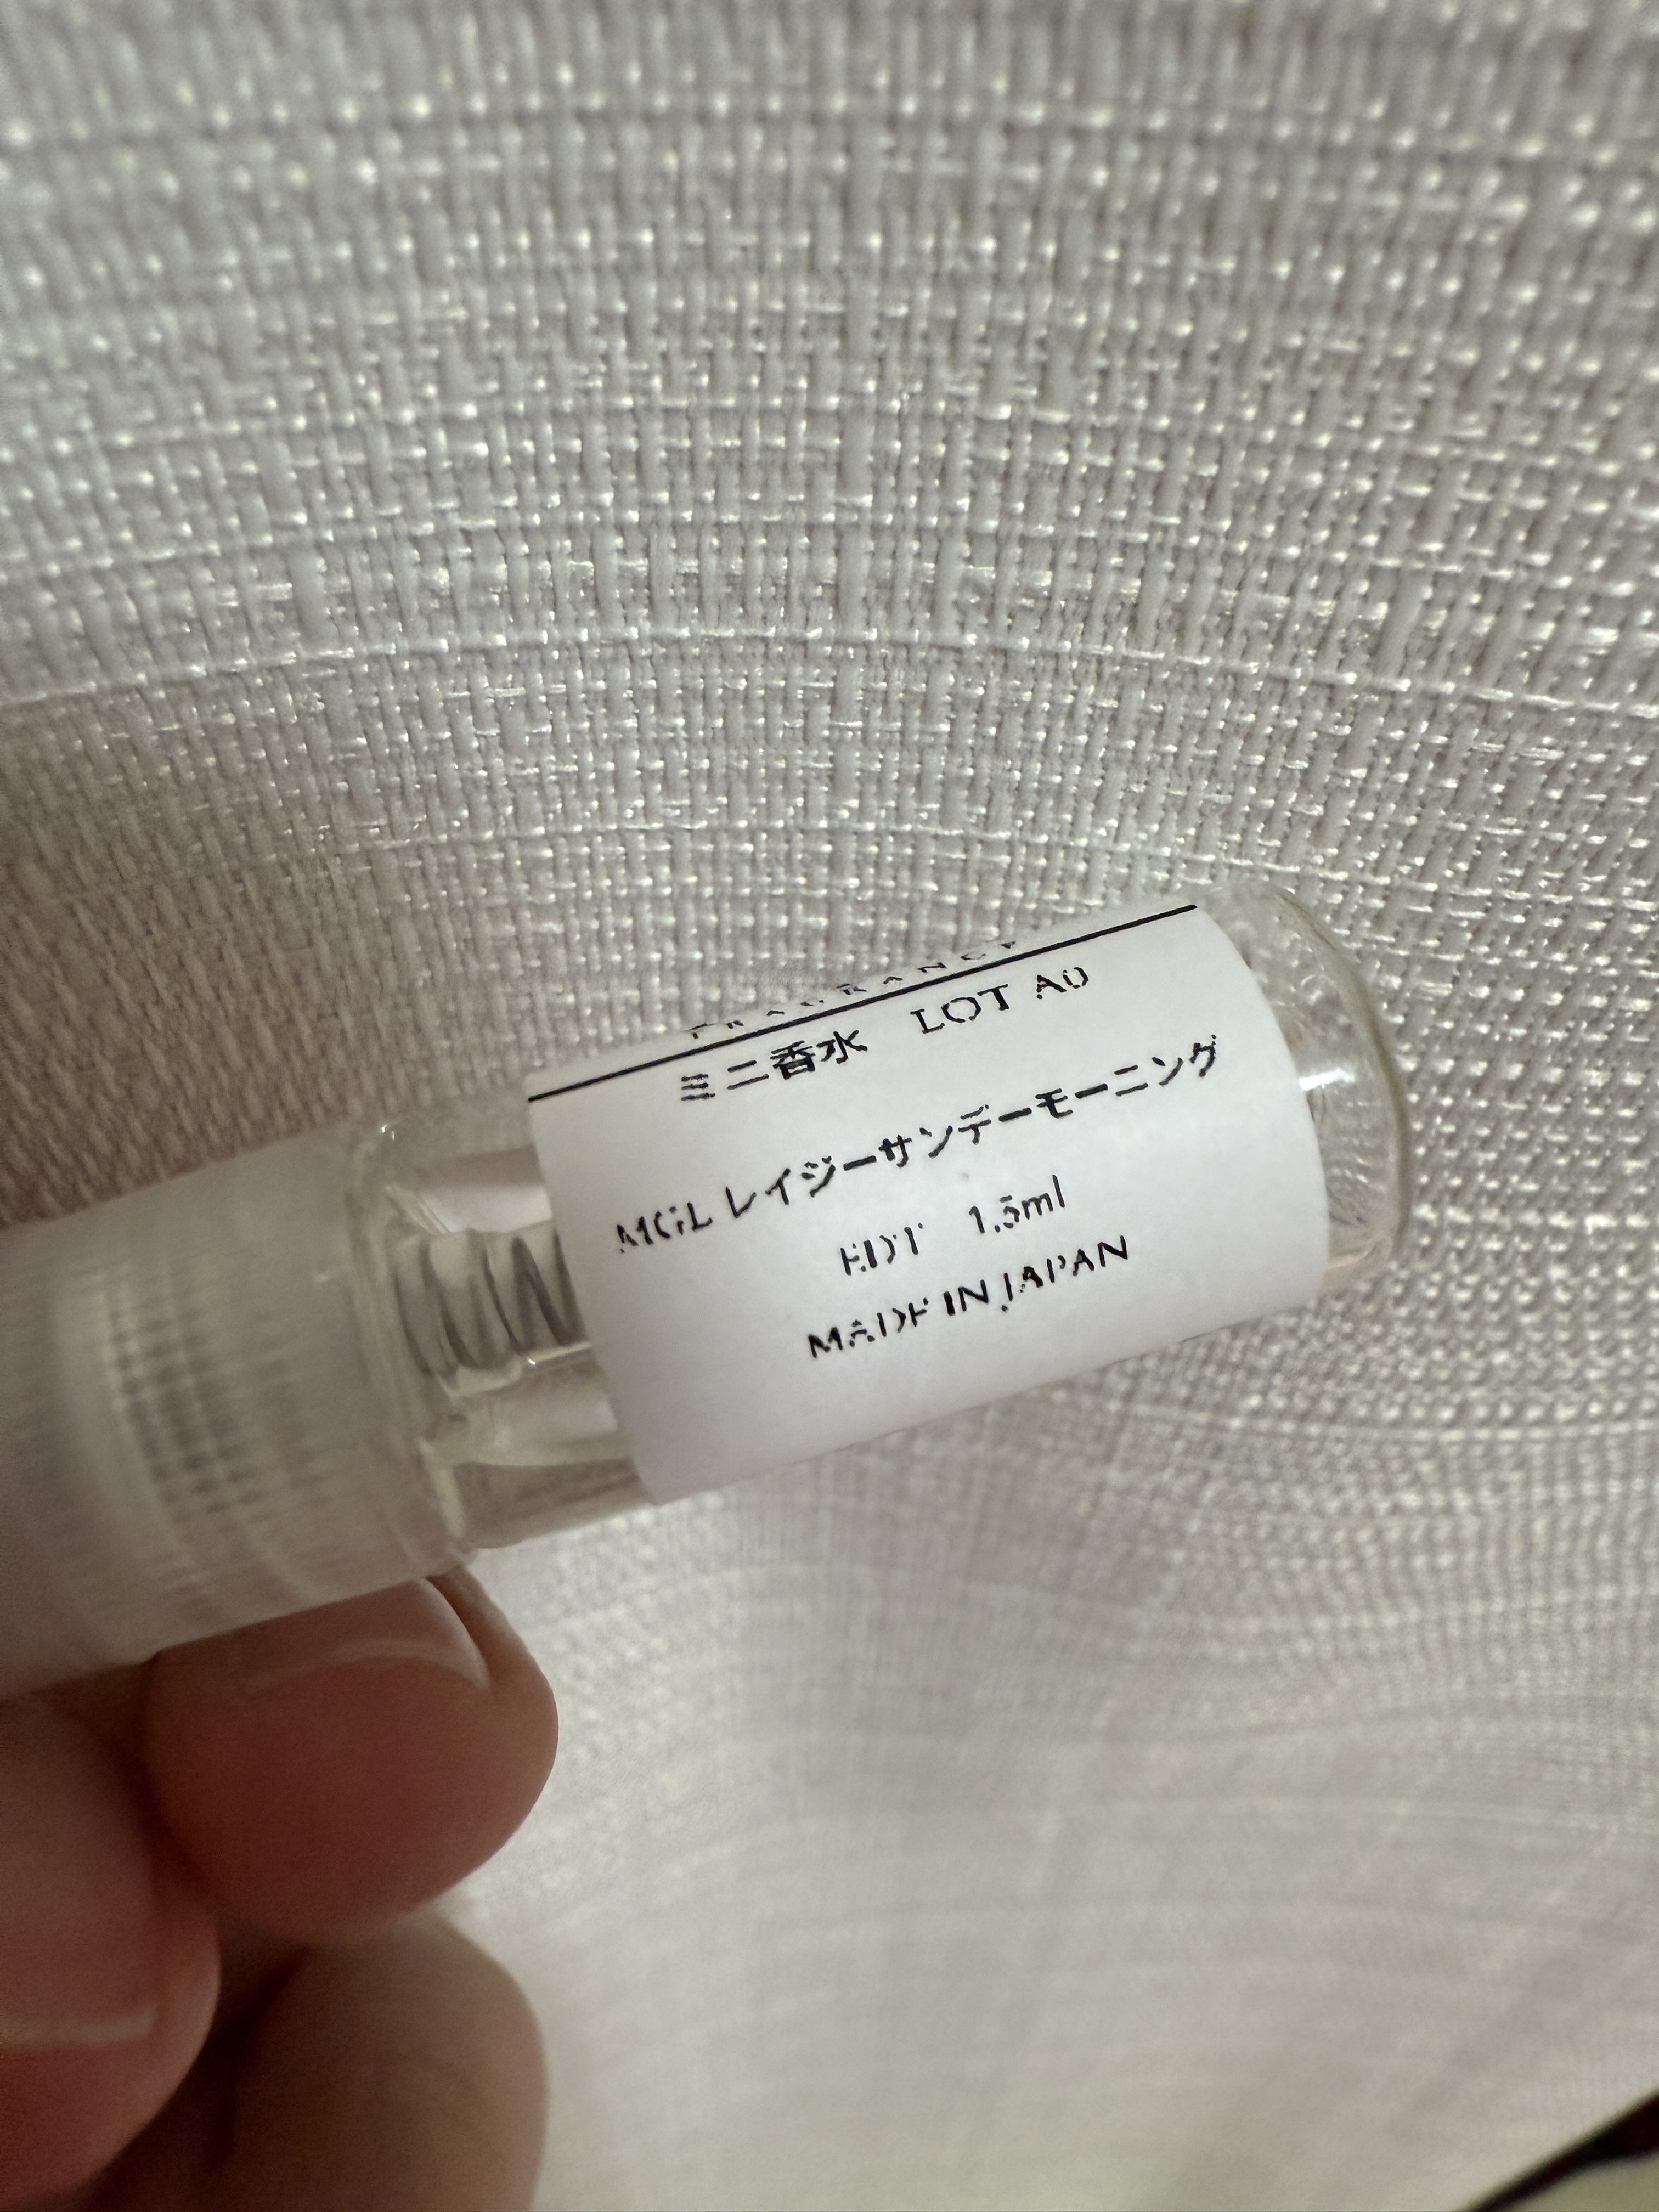 FRAGRANCE
ミニ香水 LOT A0
MGL レイジーサンデーモーニング
EDT 1.5ml
MADE IN JAPAN